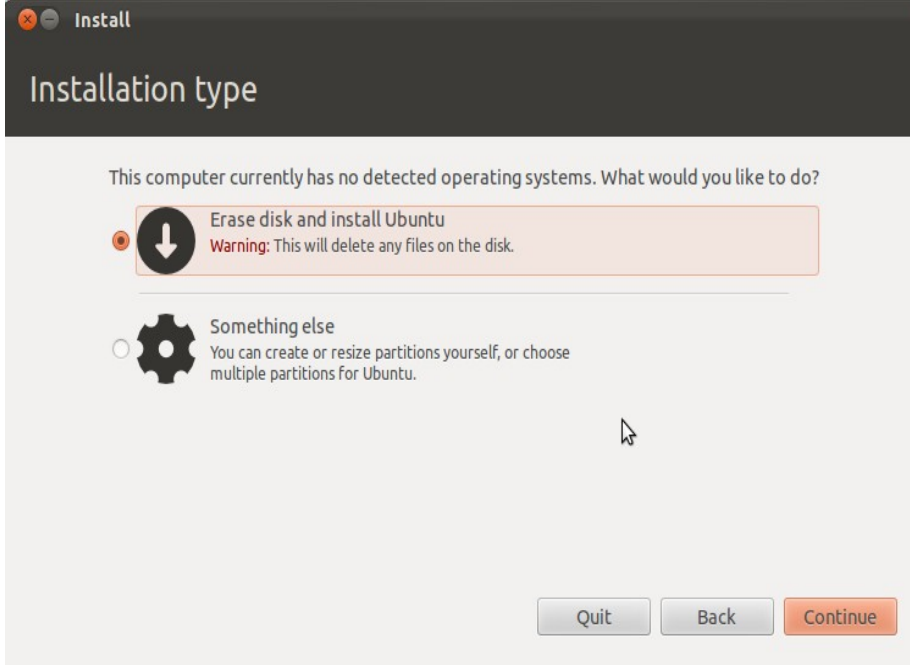 Install
Installation type
This computer currently has no detected operating systems. What would you like to do?
Erase disk and install Ubuntu
Warning: This will delete any files on the disk.
Something else
You can create or resize partitions yourself, or choose
multiple partitions for Ubuntu.
Quit Back Continue